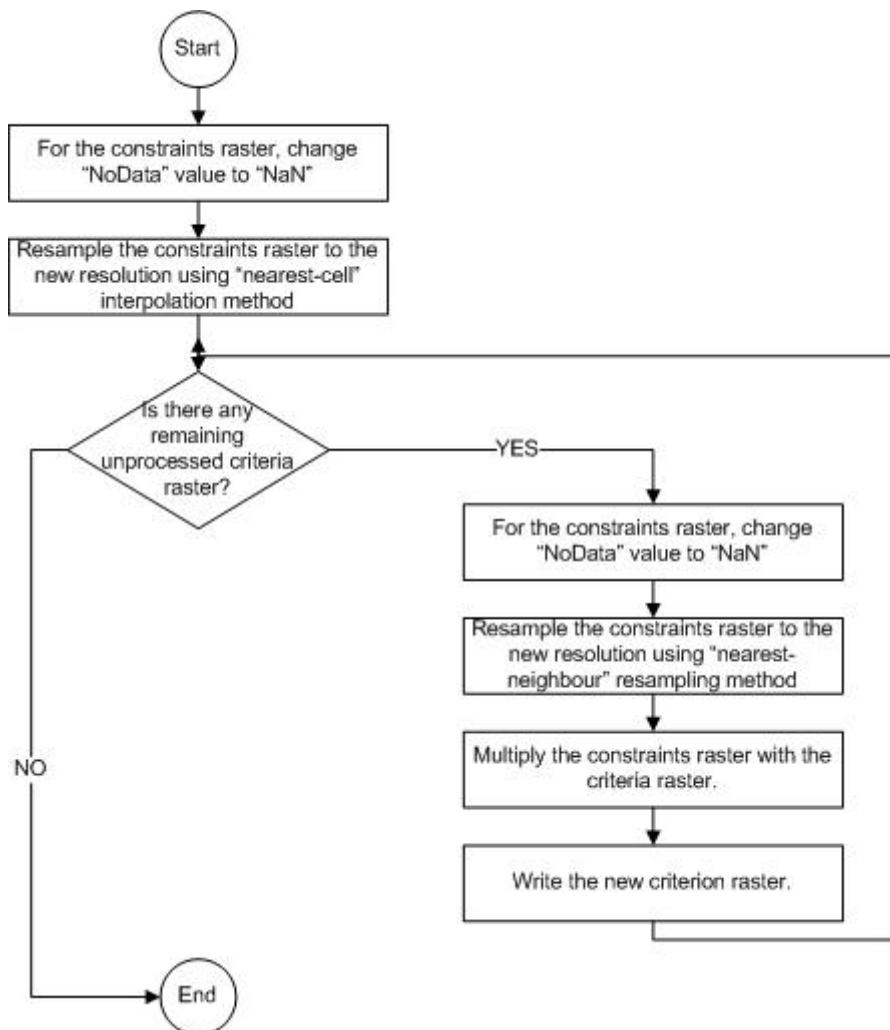 Start
For the constraints raster, change
“NoData” value to “NaN”
Resample the constraints raster to the
new resolution using “nearest-cell”
interpolation method
Is there any
remaining
unprocessed criteria
raster?
YES
For the constraints raster, change
“NoData” value to “NaN”
Resample the constraints raster to the
new resolution using “nearest-
neighbour” resampling method
Multiply the constraints raster with the
criteria raster.
Write the new criterion raster.
NO
End